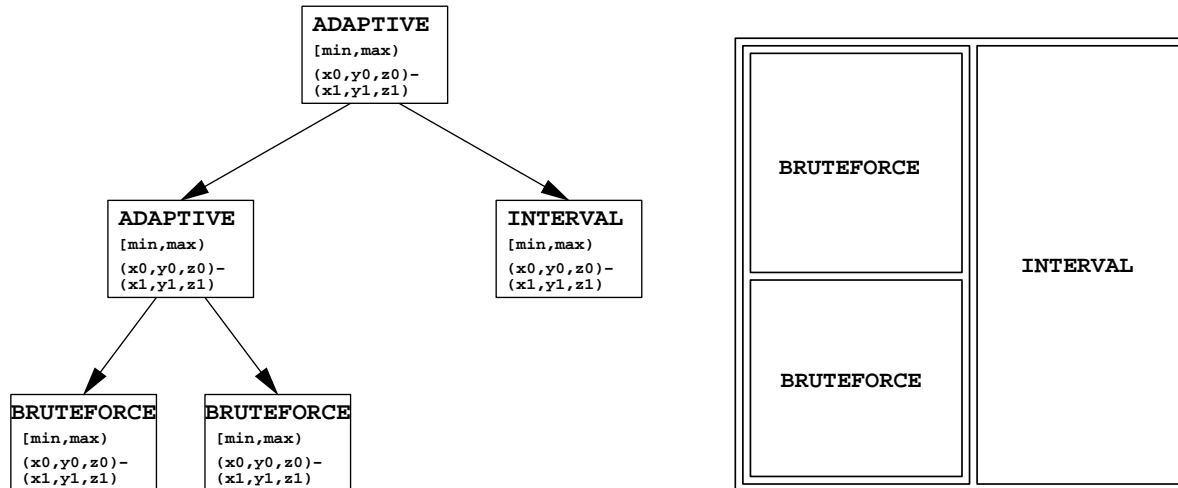 ADAPTIVE
[min,max)
(x0,y0,z0)-
(x1,y1,z1)
ADAPTIVE
[min,max)
(x0,y0,z0)-
(x1,y1,z1)
INTERVAL
[min,max)
(x0,y0,z0)-
(x1,y1,z1)
BRUTEFORCE
[min,max)
(x0,y0,z0)-
(x1,y1,z1)
BRUTEFORCE
[min,max)
(x0,y0,z0)-
(x1,y1,z1)
BRUTEFORCE
INTERVAL
BRUTEFORCE